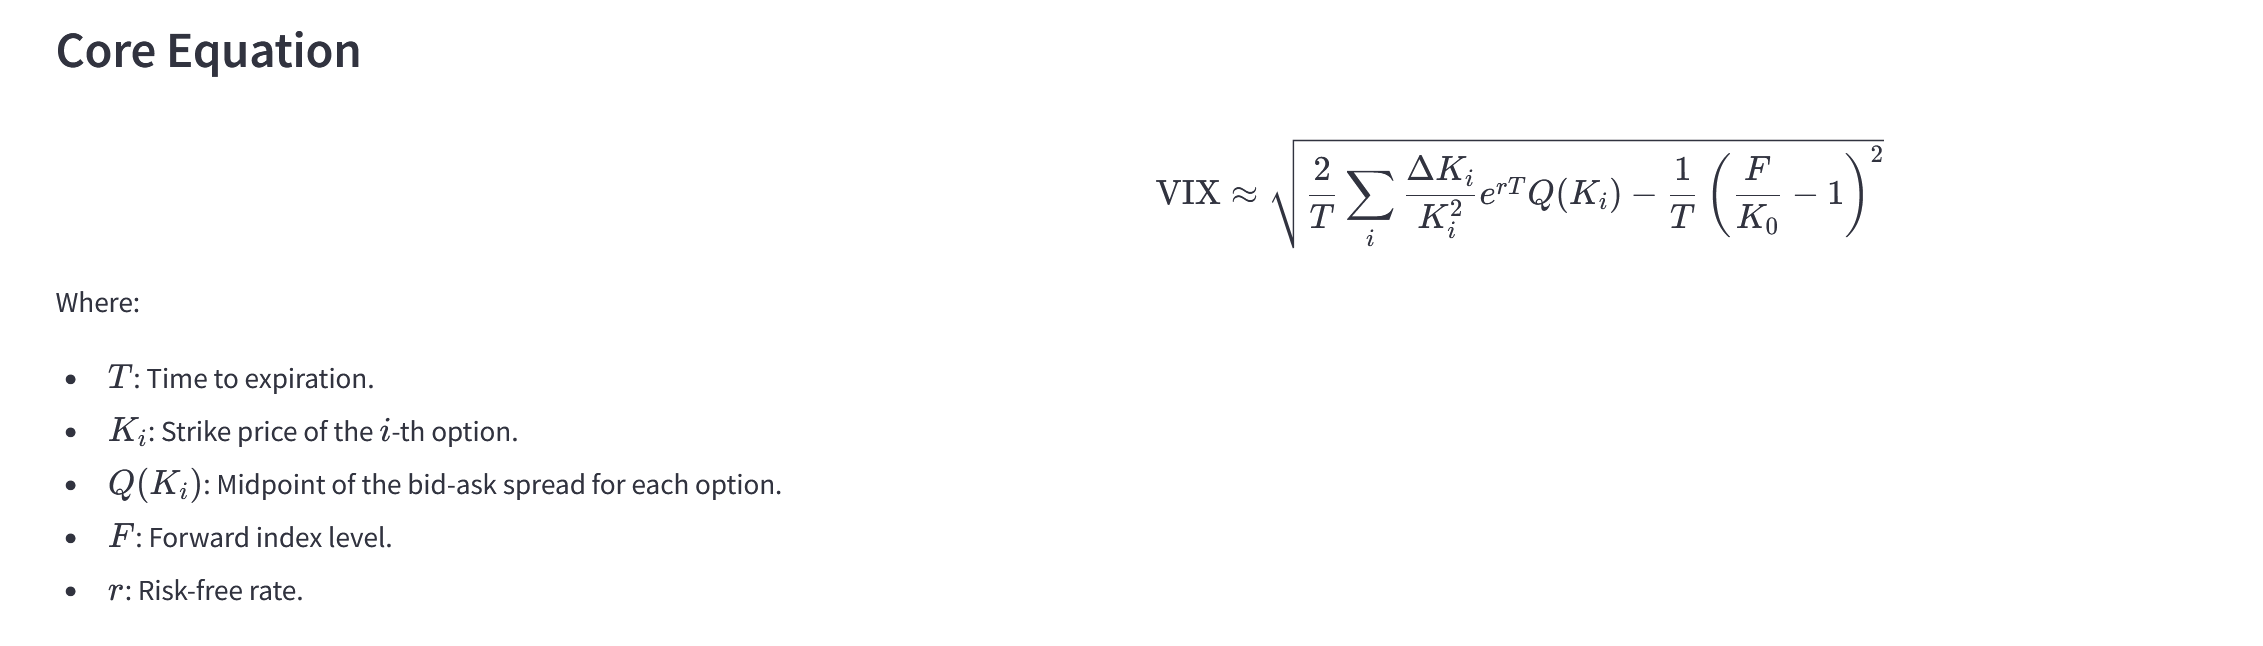 Core Equation
VIX ≈ √( 2/T ∑_i ΔK_i/K_i^2 e^{rT} Q(K_i) − 1/T ( F/K_0 − 1 )^2 )
Where:
• T: Time to expiration.
• K_i: Strike price of the i-th option.
• Q(K_i): Midpoint of the bid-ask spread for each option.
• F: Forward index level.
• r: Risk-free rate.